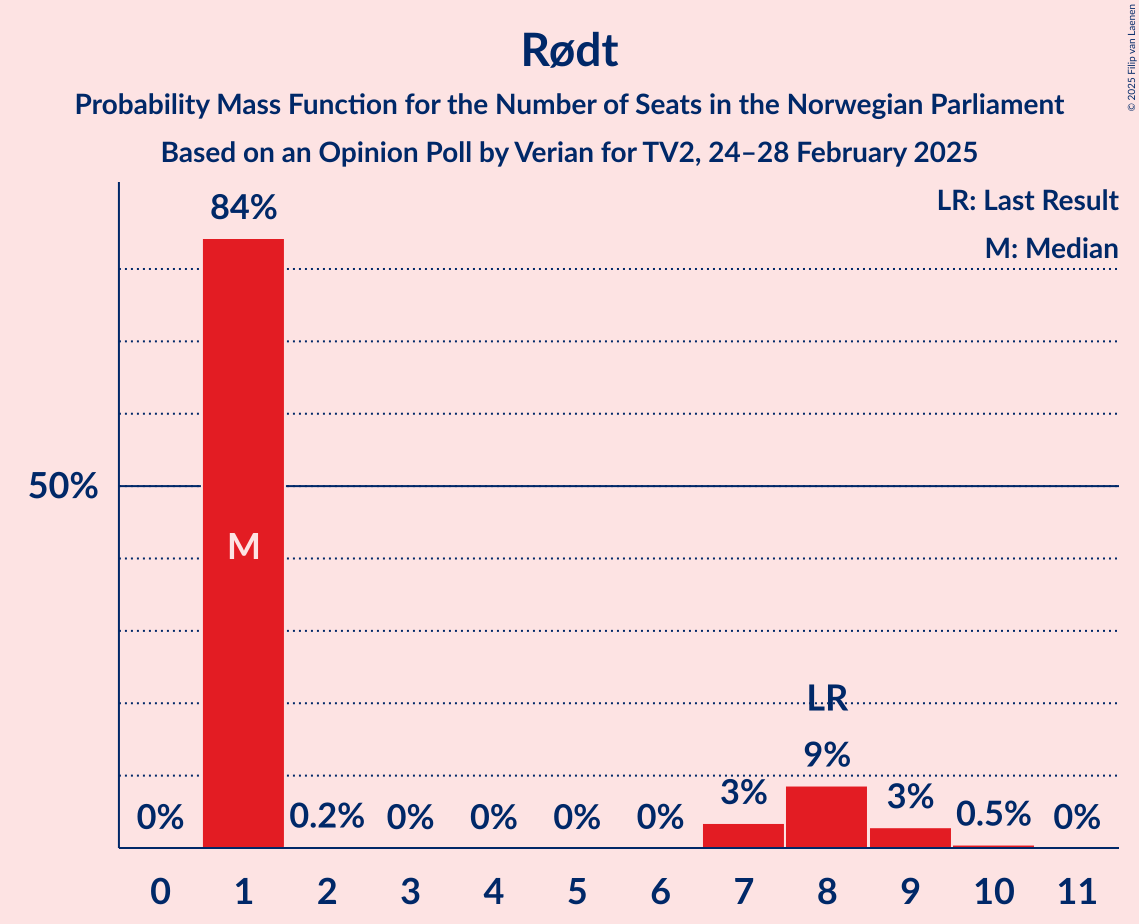 Rødt
Probability Mass Function for the Number of Seats in the Norwegian Parliament
Based on an Opinion Poll by Verian for TV2, 24–28 February 2025
© 2025 Filip van Laenen
LR: Last Result
M: Median
84%
50%
M
LR
9%
0% 0.2% 0% 0% 0% 0% 3% 3% 0.5% 0%
0 1 2 3 4 5 6 7 8 9 10 11